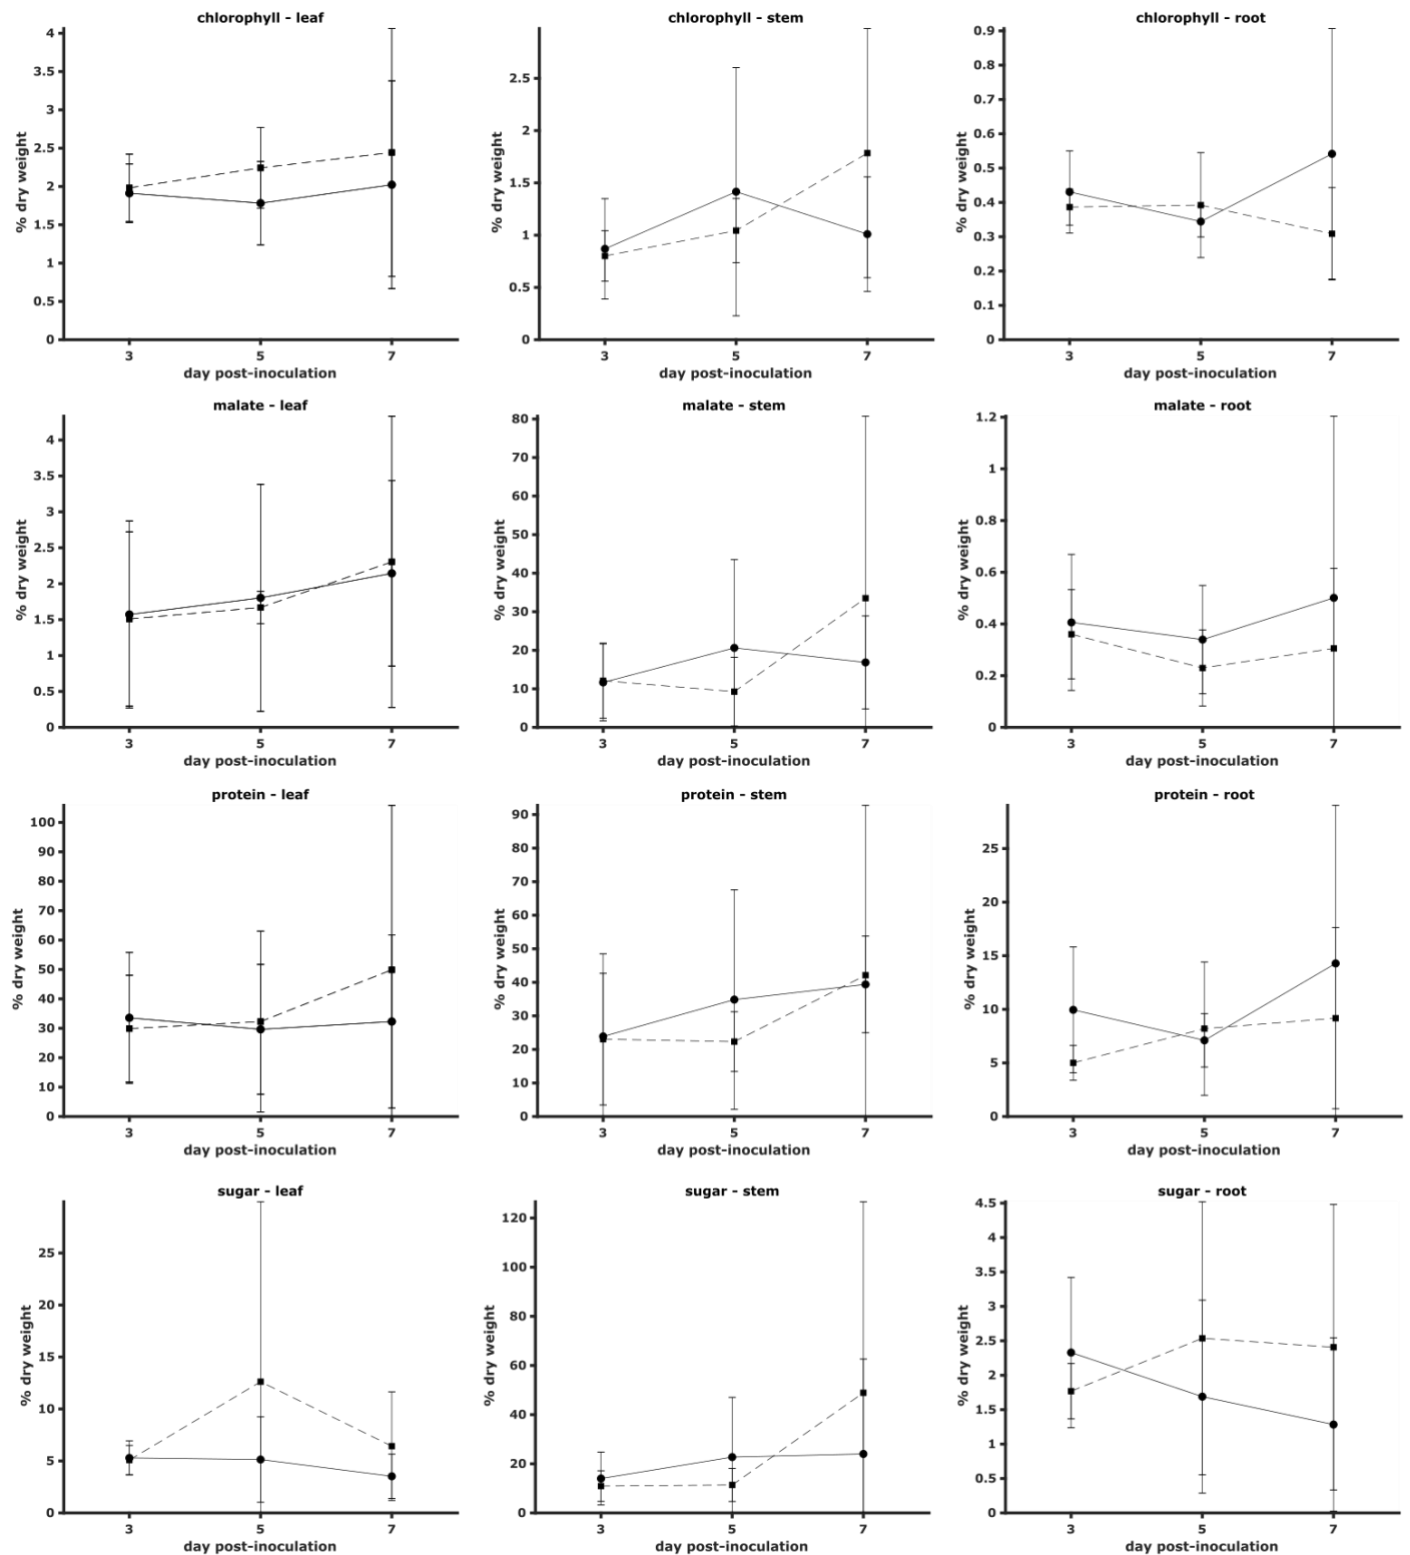 chlorophyll - leaf
4
3.5
3
2.5
2
1.5
1
0.5
0
% dry weight
3 5 7
day post-inoculation
chlorophyll - stem
2.5
2
1.5
1
0.5
0
% dry weight
3 5 7
day post-inoculation
chlorophyll - root
0.9
0.8
0.7
0.6
0.5
0.4
0.3
0.2
0.1
0
% dry weight
3 5 7
day post-inoculation
malate - leaf
4
3.5
3
2.5
2
1.5
1
0.5
0
% dry weight
3 5 7
day post-inoculation
malate - stem
80
70
60
50
40
30
20
10
0
% dry weight
3 5 7
day post-inoculation
malate - root
1.2
1
0.8
0.6
0.4
0.2
0
% dry weight
3 5 7
day post-inoculation
protein - leaf
100
90
80
70
60
50
40
30
20
10
0
% dry weight
3 5 7
day post-inoculation
protein - stem
90
80
70
60
50
40
30
20
10
0
% dry weight
3 5 7
day post-inoculation
protein - root
25
20
15
10
5
0
% dry weight
3 5 7
day post-inoculation
sugar - leaf
25
20
15
10
5
0
% dry weight
3 5 7
day post-inoculation
sugar - stem
120
100
80
60
40
20
0
% dry weight
3 5 7
day post-inoculation
sugar - root
4.5
4
3.5
3
2.5
2
1.5
1
0.5
0
% dry weight
3 5 7
day post-inoculation